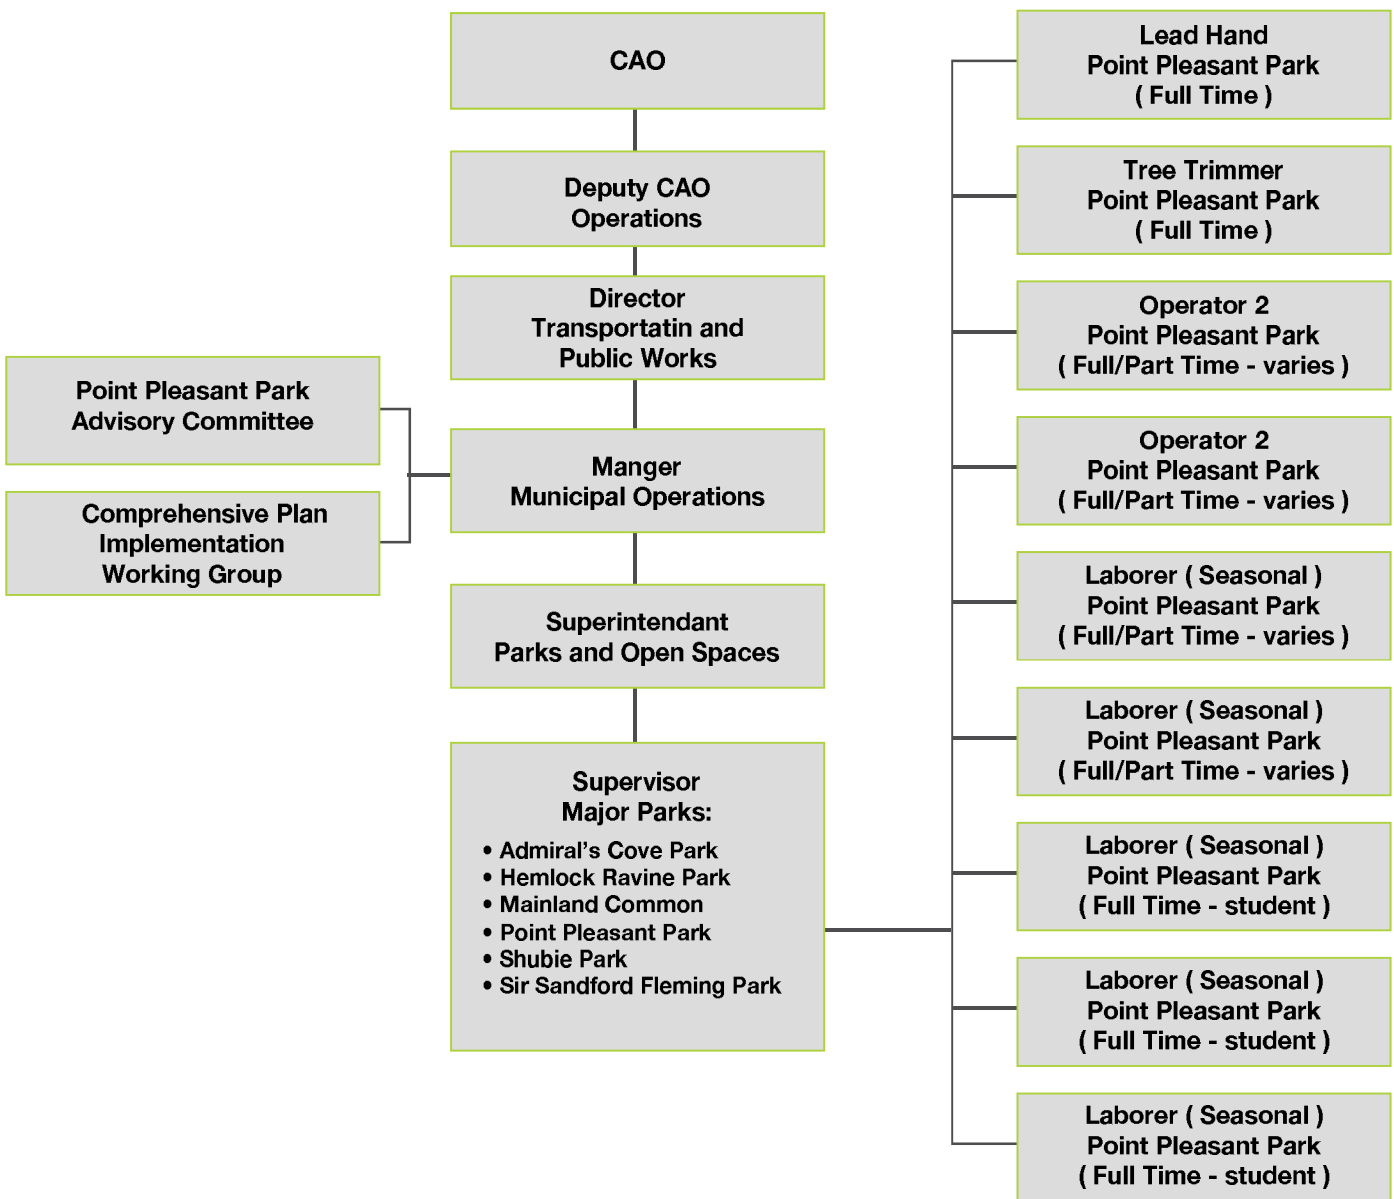 CAO
Deputy CAO
Operations
Director
Transportatin and
Public Works
Point Pleasant Park
Advisory Committee
Comprehensive Plan
Implementation
Working Group
Manger
Municipal Operations
Superintendant
Parks and Open Spaces
Supervisor
Major Parks:
• Admiral's Cove Park
• Hemlock Ravine Park
• Mainland Common
• Point Pleasant Park
• Shubie Park
• Sir Sandford Fleming Park
Lead Hand
Point Pleasant Park
( Full Time )
Tree Trimmer
Point Pleasant Park
( Full Time )
Operator 2
Point Pleasant Park
( Full/Part Time - varies )
Operator 2
Point Pleasant Park
( Full/Part Time - varies )
Laborer ( Seasonal )
Point Pleasant Park
( Full/Part Time - varies )
Laborer ( Seasonal )
Point Pleasant Park
( Full/Part Time - varies )
Laborer ( Seasonal )
Point Pleasant Park
( Full Time - student )
Laborer ( Seasonal )
Point Pleasant Park
( Full Time - student )
Laborer ( Seasonal )
Point Pleasant Park
( Full Time - student )